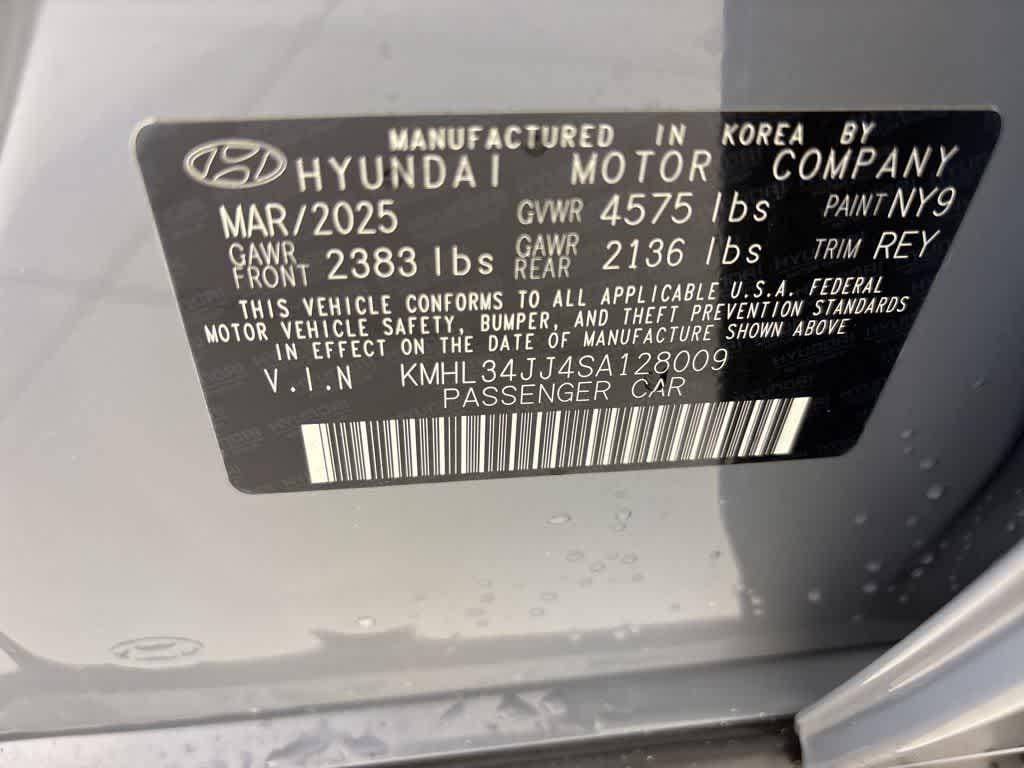 MANUFACTURED IN KOREA BY
HYUNDAI MOTOR COMPANY
MAR/2025 GVWR 4575 lbs PAINT NY9
GAWR FRONT 2383 lbs GAWR REAR 2136 lbs TRIM REY
THIS VEHICLE CONFORMS TO ALL APPLICABLE U.S.A. FEDERAL
MOTOR VEHICLE SAFETY, BUMPER, AND THEFT PREVENTION STANDARDS
IN EFFECT ON THE DATE OF MANUFACTURE SHOWN ABOVE
V.I.N KMHL34JJ4SA128009
PASSENGER CAR